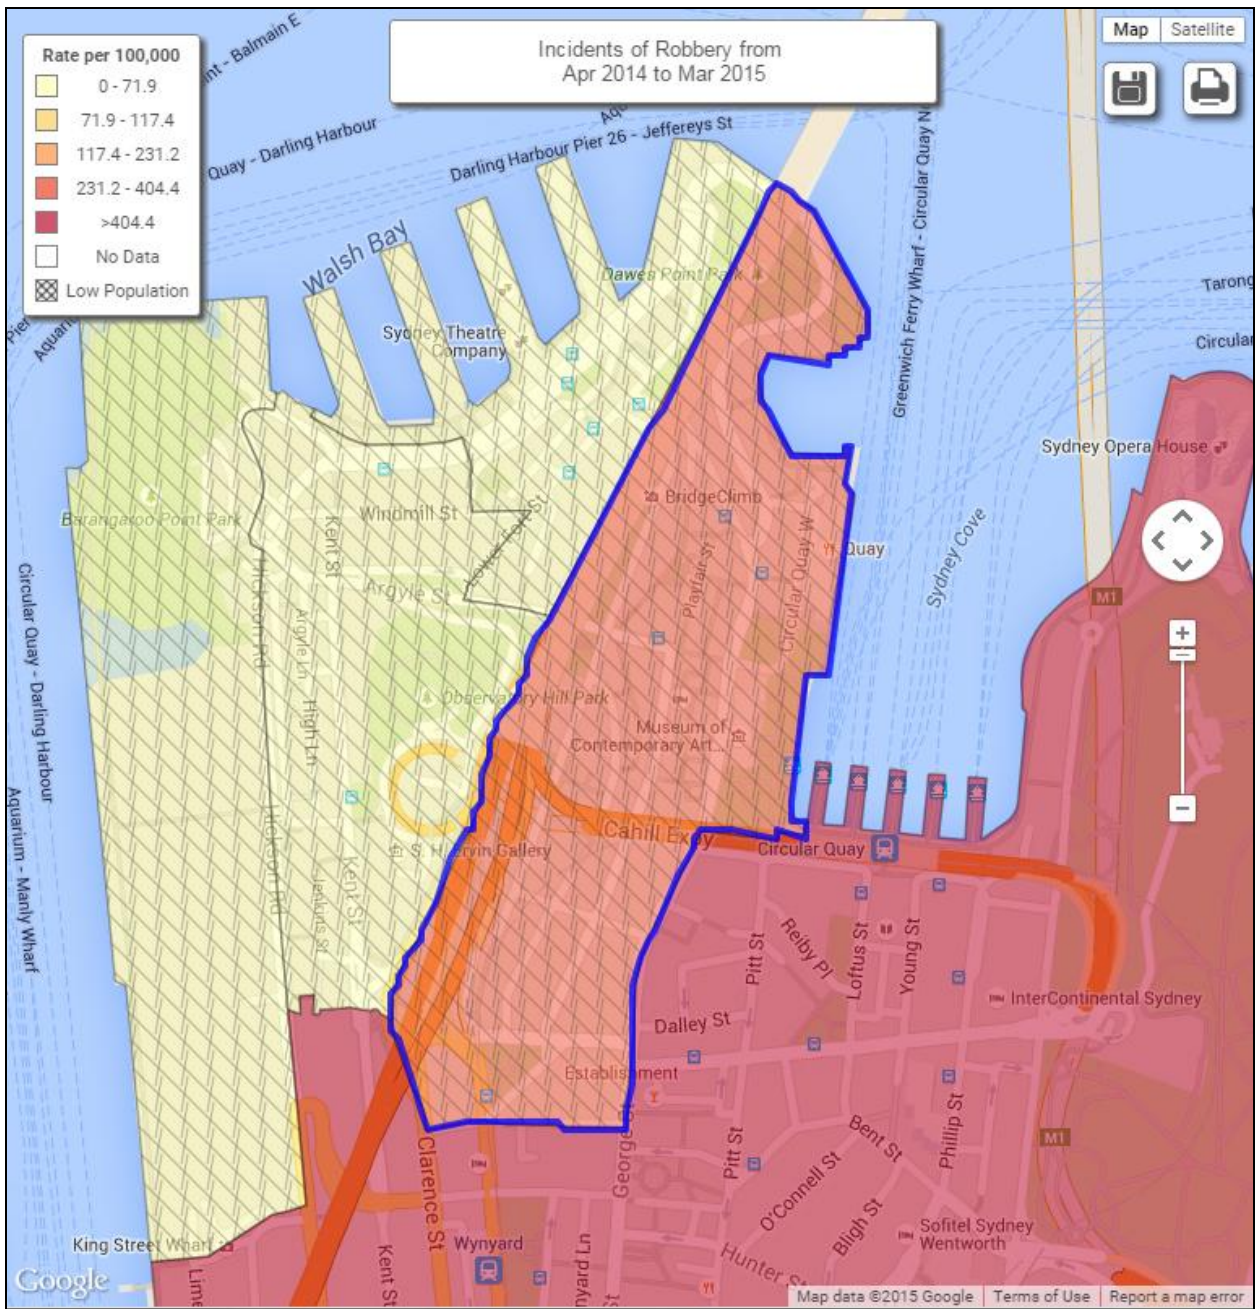 Rate per 100,000
0 - 71.9
71.9 - 117.4
117.4 - 231.2
231.2 - 404.4
>404.4
No Data
Low Population
Incidents of Robbery from
Apr 2014 to Mar 2015
Map
Satellite
Balmain E
Quay - Darling Harbour
Darling Harbour Pier 26 - Jeffereys St
Greenwich Ferry Wharf - Circular Quay
Walsh Bay
Sydney Theatre
Company
Dawes Point Park
Sydney Opera House
BridgeClimb
Barangaroo Point Park
Windmill St
Kent St
Lower Fort St
Playfair St
Circular Quay W
Quay
Sydney Cove
Argyle St
Hickson Rd
Argyle Ln
High Ln
M1
Circular Quay - Darling Harbour
Observatory Hill Park
Museum of
Contemporary Art...
Aquarium - Manly Wharf
Cahill Expy
Circular Quay
S. H. Ervin Gallery
Hickson Rd
Kent St
Jenkins St
Pitt St
Reiby Pl
Loftus St
Young St
InterContinental Sydney
Dalley St
Establishment
George St
Pitt St
Bent St
Phillip St
M1
Clarence St
O'Connell St
Bligh St
Sofitel Sydney
Wentworth
King Street Wharf
Wynyard
Kent St
Hunter St
Google
Map data ©2015 Google
Terms of Use
Report a map error